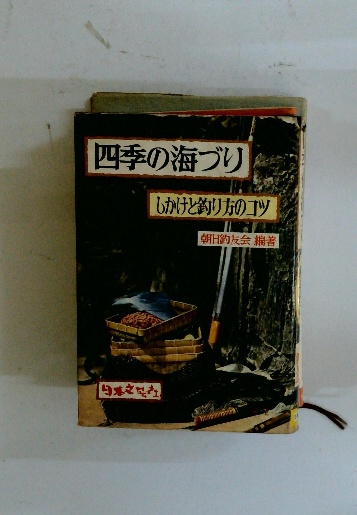 四季の海づり
しかけと釣り方のコツ
朝日釣友会 編著
日本文芸社